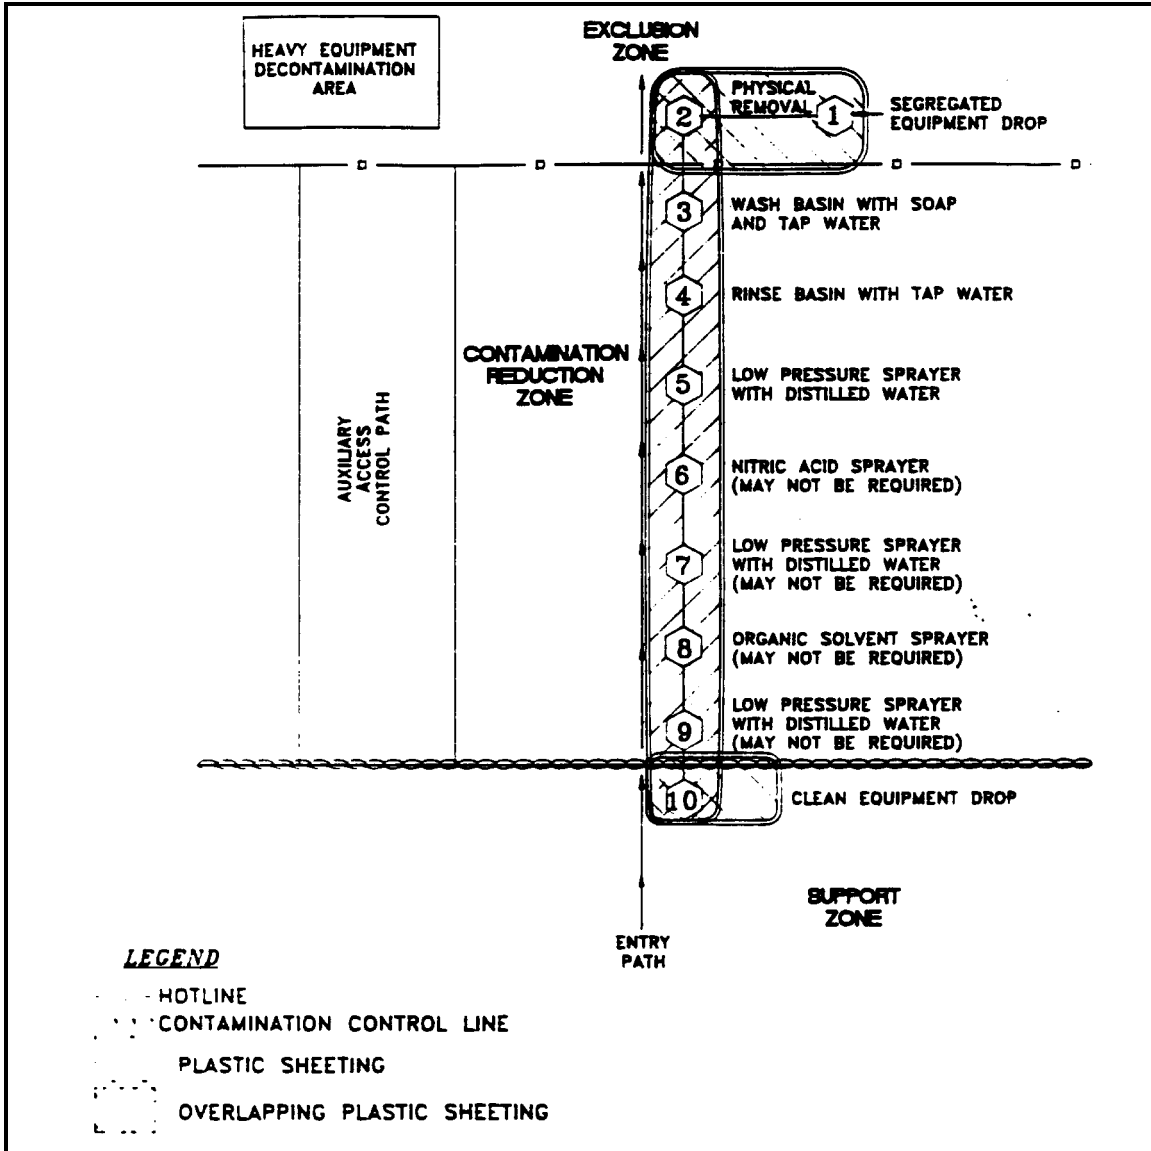 EXCLUSION
ZONE
HEAVY EQUIPMENT
DECONTAMINATION
AREA
PHYSICAL
REMOVAL
2
1
SEGREGATED
EQUIPMENT DROP
3
WASH BASIN WITH SOAP
AND TAP WATER
4
RINSE BASIN WITH TAP WATER
CONTAMINATION
REDUCTION
ZONE
5
LOW PRESSURE SPRAYER
WITH DISTILLED WATER
AUXILIARY
ACCESS
CONTROL PATH
6
NITRIC ACID SPRAYER
(MAY NOT BE REQUIRED)
7
LOW PRESSURE SPRAYER
WITH DISTILLED WATER
(MAY NOT BE REQUIRED)
8
ORGANIC SOLVENT SPRAYER
(MAY NOT BE REQUIRED)
9
LOW PRESSURE SPRAYER
WITH DISTILLED WATER
(MAY NOT BE REQUIRED)
10
CLEAN EQUIPMENT DROP
SUPPORT
ZONE
ENTRY
PATH
LEGEND
HOTLINE
CONTAMINATION CONTROL LINE
PLASTIC SHEETING
OVERLAPPING PLASTIC SHEETING